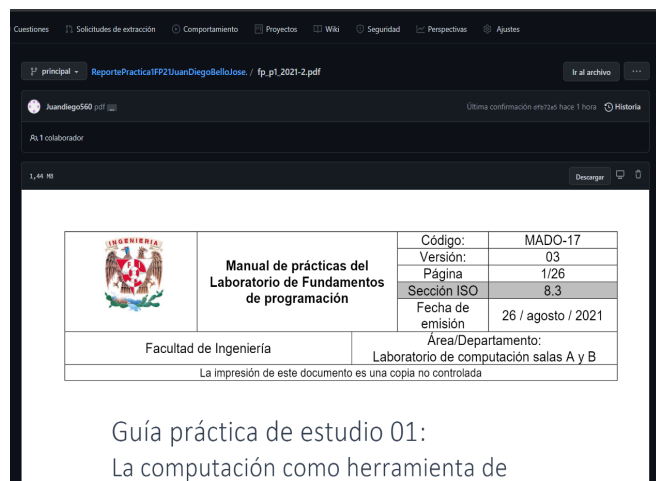 Cuestiones Solicitudes de extracción Comportamiento Proyectos Wiki Seguridad Perspectivas Ajustes
principal ReportePractica1FP21JuanDiegoBelloJose. / fp_p1_2021-2.pdf Ir al archivo ...
Juandiego560 pdf ... Última confirmación efb72e5 hace 1 hora Historia
1 colaborador
1,44 MB Descargar
INGENIERIA
Manual de prácticas del
Laboratorio de Fundamentos
de programación
Código: MADO-17
Versión: 03
Página 1/26
Sección ISO 8.3
Fecha de
emisión
26 / agosto / 2021
Facultad de Ingeniería
Área/Departamento:
Laboratorio de computación salas A y B
La impresión de este documento es una copia no controlada
Guía práctica de estudio 01:
La computación como herramienta de